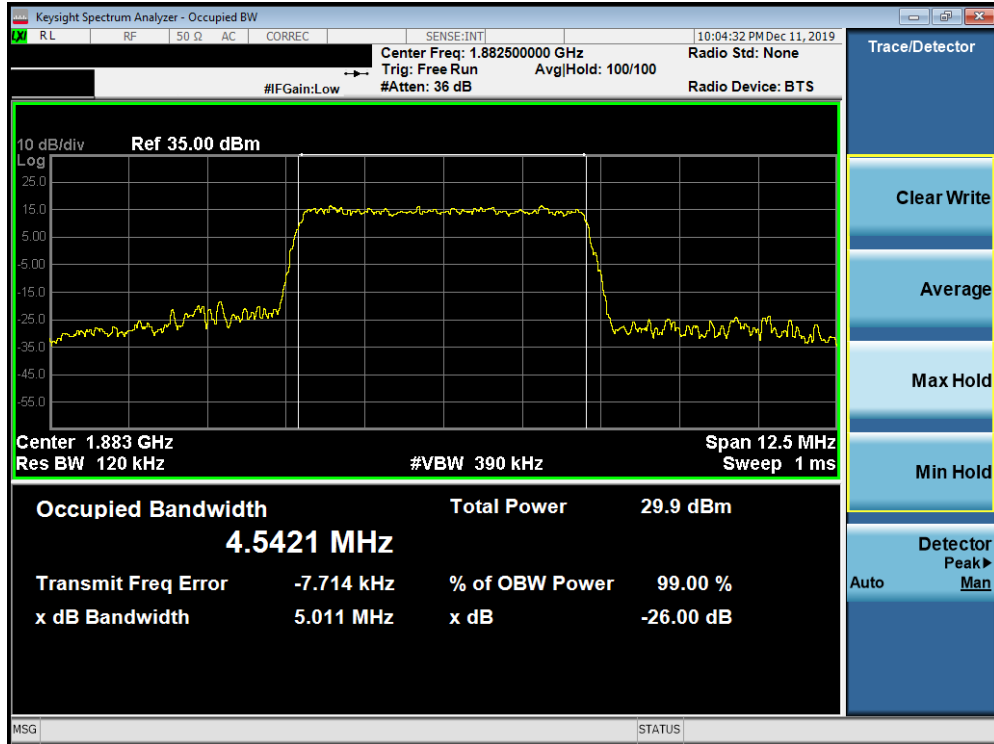 Keysight Spectrum Analyzer - Occupied BW
LXI RL RF 50 Ω AC CORREC SENSE:INT 10:04:32 PM Dec 11, 2019
Center Freq: 1.882500000 GHz Radio Std: None
Trig: Free Run Avg|Hold: 100/100
#IFGain:Low #Atten: 36 dB Radio Device: BTS
Trace/Detector
10 dB/div Ref 35.00 dBm
Log
25.0
15.0
5.00
-5.00
-15.0
-25.0
-35.0
-45.0
-55.0
Center 1.883 GHz Span 12.5 MHz
Res BW 120 kHz #VBW 390 kHz Sweep 1 ms
Occupied Bandwidth Total Power 29.9 dBm
4.5421 MHz
Transmit Freq Error -7.714 kHz % of OBW Power 99.00 %
x dB Bandwidth 5.011 MHz x dB -26.00 dB
Clear Write
Average
Max Hold
Min Hold
Detector
Peak▶
Auto Man
MSG STATUS